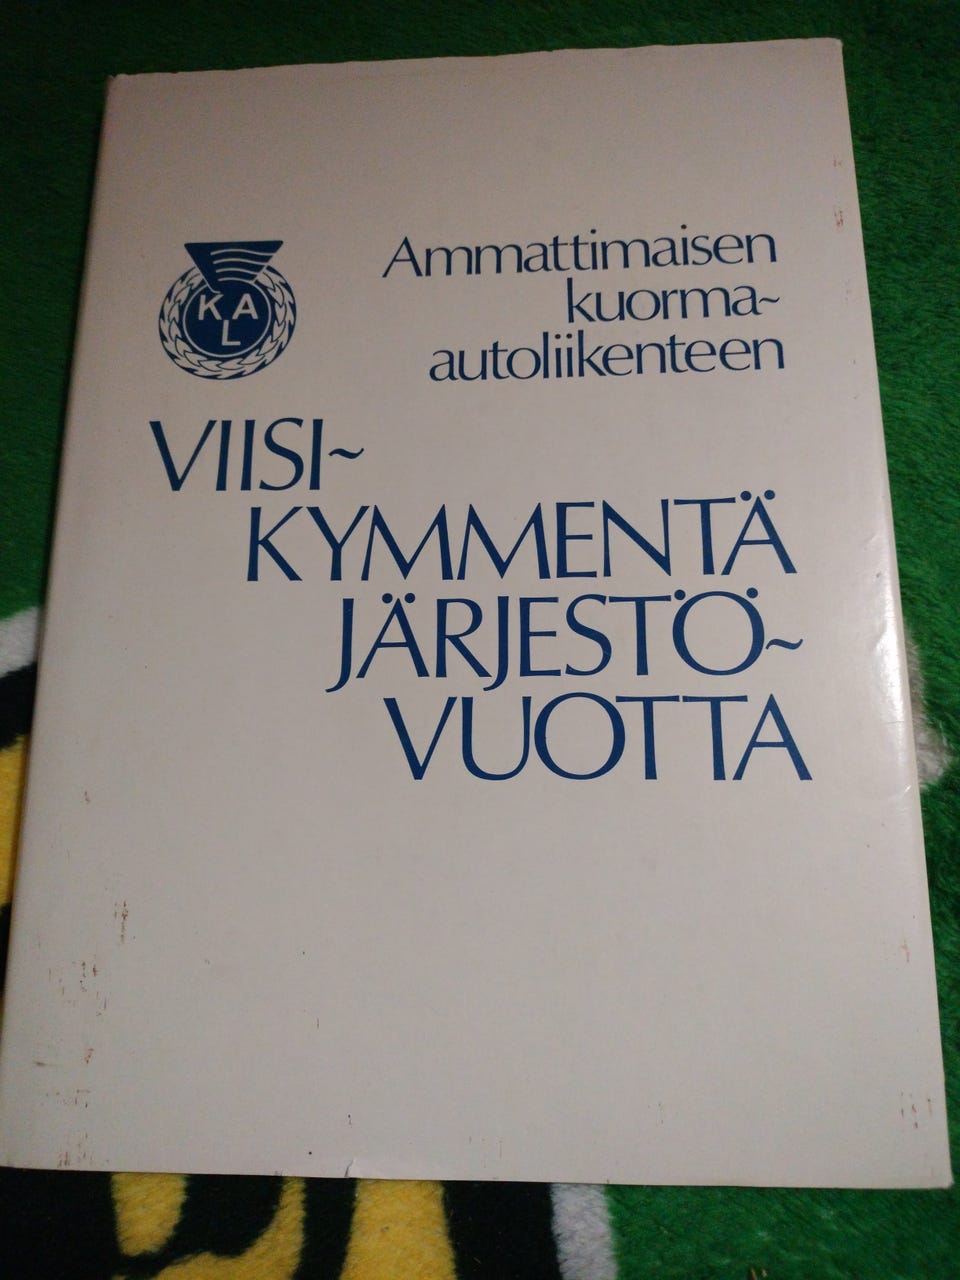 KAL
Ammattimaisen
kuorma~
autoliikenteen
VIISI~
KYMMENTÄ
JÄRJESTÖ~
VUOTTA